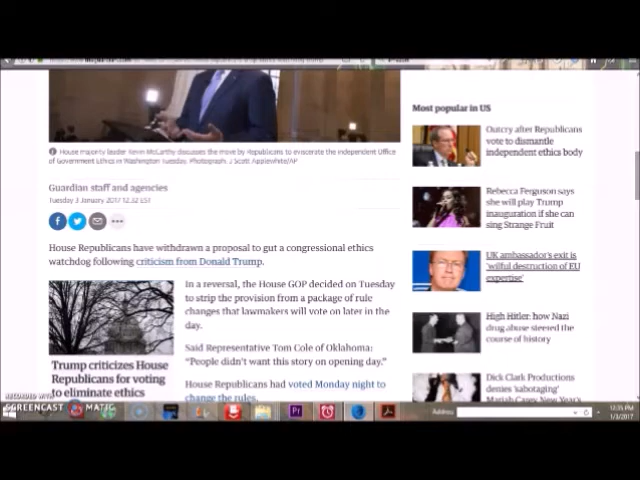 House majority leader Kevin McCarthy discusses the move by Republicans to eviscerate the independent Office
of Government Ethics in Washington Tuesday. Photograph: J Scott Applewhite/AP
Guardian staff and agencies
Tuesday 3 January 2017 12.32 EST
House Republicans have withdrawn a proposal to gut a congressional ethics
watchdog following criticism from Donald Trump.
In a reversal, the House GOP decided on Tuesday
to strip the provision from a package of rule
changes that lawmakers will vote on later in the
day.
Said Representative Tom Cole of Oklahoma:
“People didn’t want this story on opening day.”
House Republicans had voted Monday night to
change the rules.
Trump criticizes House
Republicans for voting
to eliminate ethics
Most popular in US
Outcry after Republicans
vote to dismantle
independent ethics body
Rebecca Ferguson says
she will play Trump
inauguration if she can
sing Strange Fruit
UK ambassador's exit is
'wilful destruction of EU
expertise'
High Hitler: how Nazi
drug abuse steered the
course of history
Dick Clark Productions
denies 'sabotaging'
Mariah Carey New Year's
RECORDED WITH
SCREENCAST MATIC
Pr
Address
12:35 PM
1/3/2017